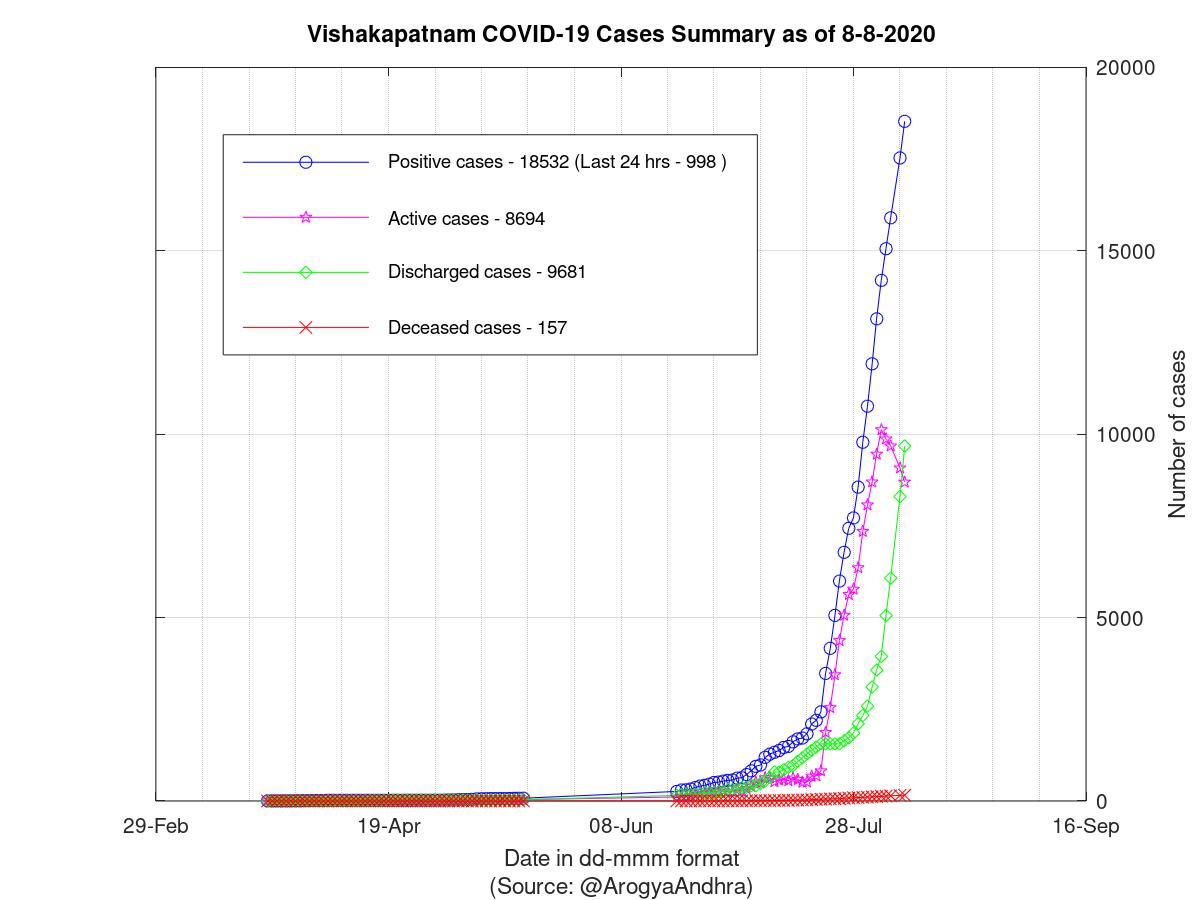 Vishakapatnam COVID-19 Cases Summary as of 8-8-2020
20000
Positive cases - 18532 (Last 24 hrs - 998 )
Active cases - 8694
15000
Discharged cases - 9681
Deceased cases - 157
10000
Number of cases
5000
0
29-Feb 19-Apr 08-Jun 28-Jul 16-Sep
Date in dd-mmm format
(Source: @ArogyaAndhra)